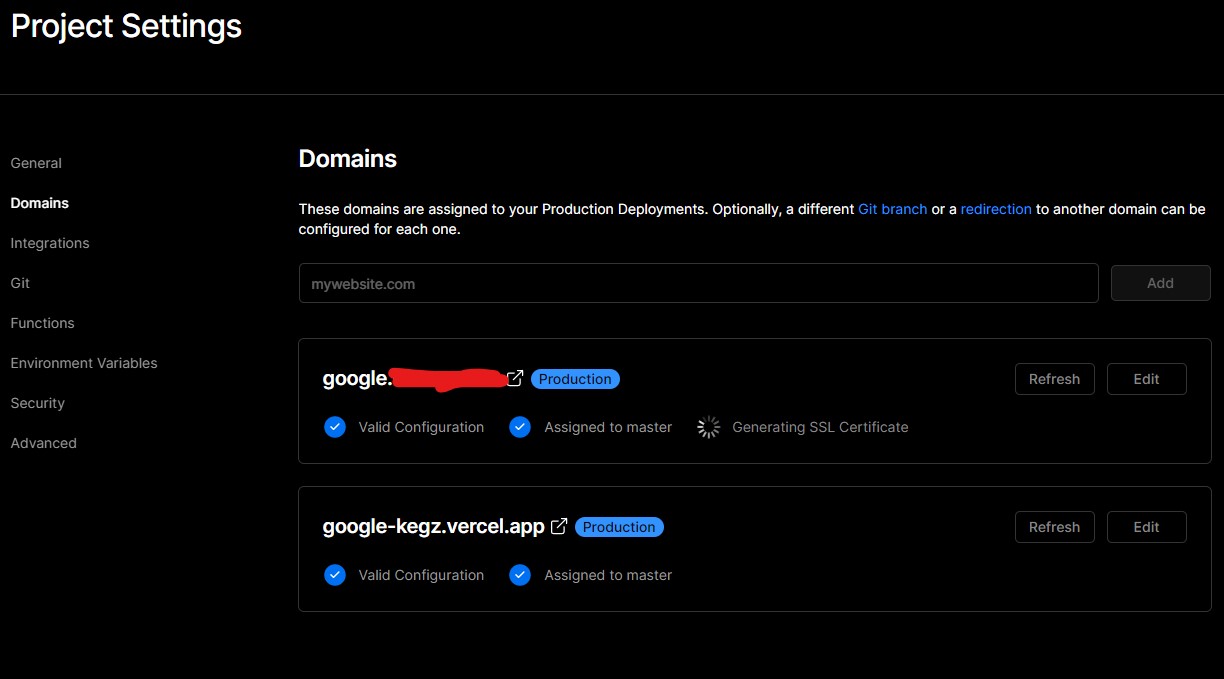 Project Settings
General
Domains
Integrations
Git
Functions
Environment Variables
Security
Advanced
Domains
These domains are assigned to your Production Deployments. Optionally, a different Git branch or a redirection to another domain can be
configured for each one.
mywebsite.com Add
google. Production Refresh Edit
Valid Configuration Assigned to master Generating SSL Certificate
google-kegz.vercel.app Production Refresh Edit
Valid Configuration Assigned to master